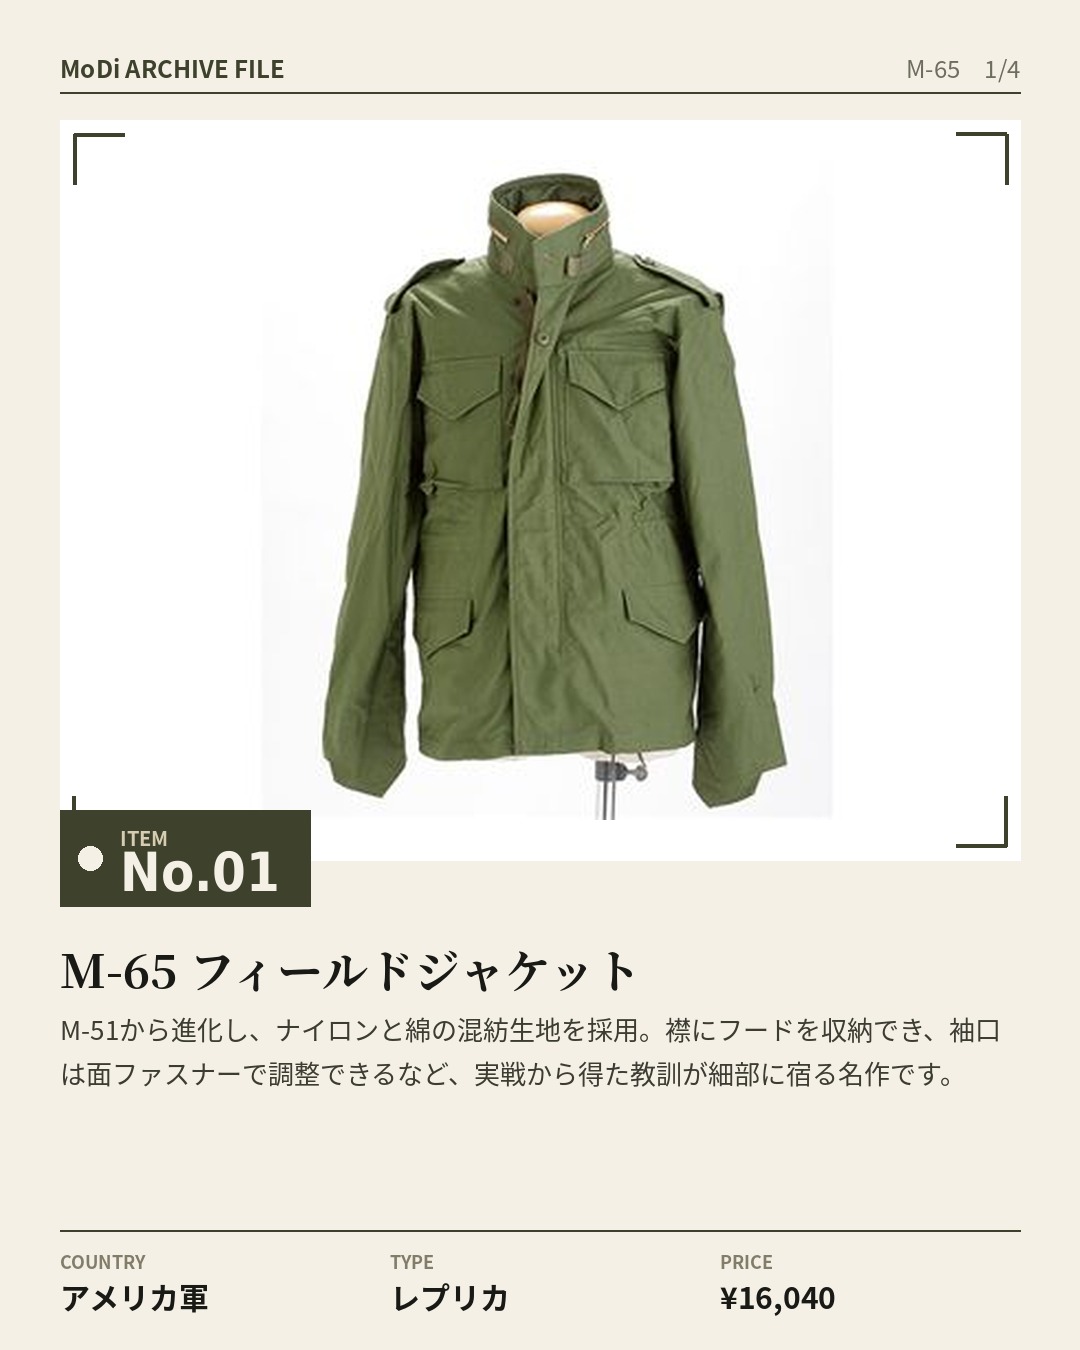 MoDi ARCHIVE FILE
M-65 1/4
ITEM
No.01
M-65 フィールドジャケット
M-51から進化し、ナイロンと綿の混紡生地を採用。襟にフードを収納でき、袖口
は面ファスナーで調整できるなど、実戦から得た教訓が細部に宿る名作です。
COUNTRY
アメリカ軍
TYPE
レプリカ
PRICE
¥16,040